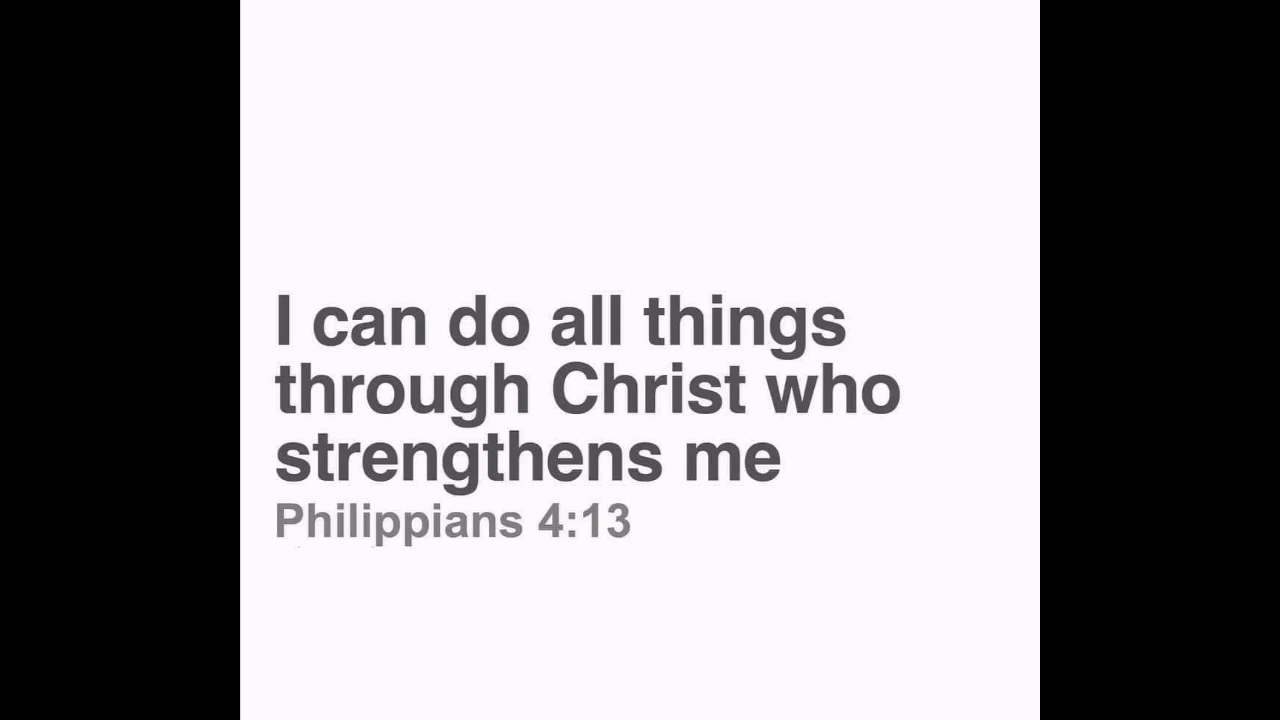 I can do all things
through Christ who
strengthens me
Philippians 4:13